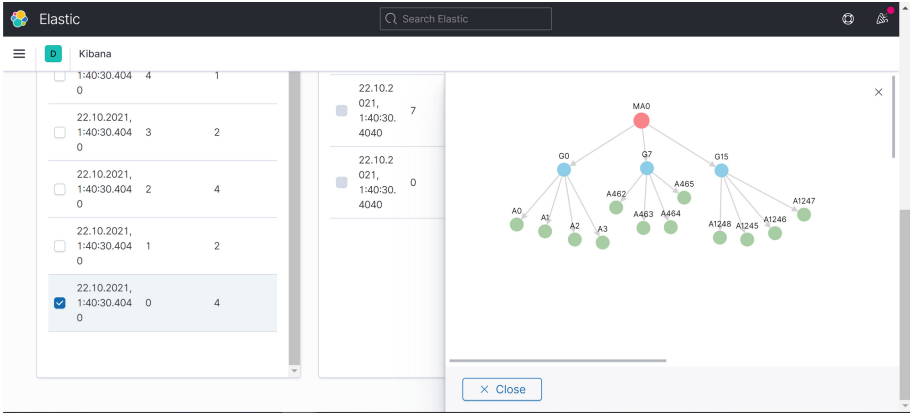 Elastic
Search Elastic
D
Kibana
1:40:30.404 4 1
0
22.10.2021,
1:40:30.404 3 2
0
22.10.2021,
1:40:30.404 2 4
0
22.10.2021,
1:40:30.404 1 2
0
22.10.2021,
1:40:30.404 0 4
0
22.10.2
021,
1:40:30. 7
4040
22.10.2
021,
1:40:30. 0
4040
MA0
G0 G7 G15
A462 A465
A0 A1 A2 A3 A463 A464 A1248 A1245 A1246 A1247
× Close